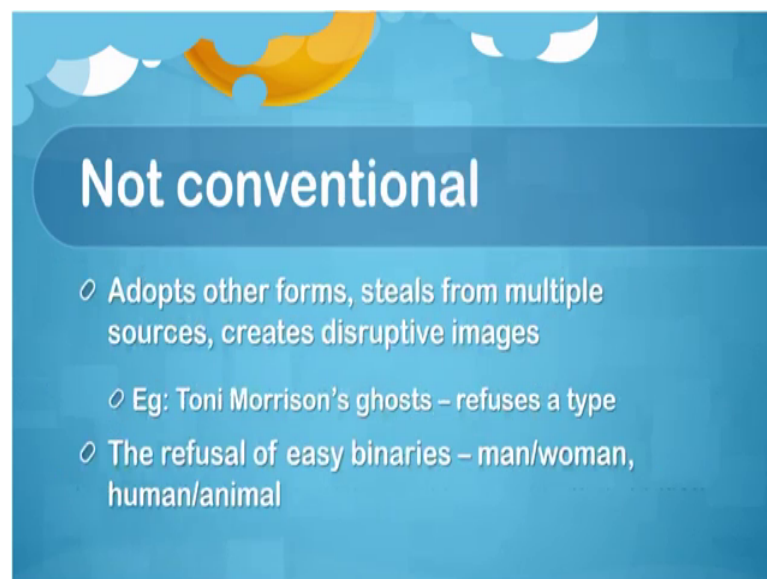 Not conventional
Adopts other forms, steals from multiple
sources, creates disruptive images
Eg: Toni Morrison's ghosts – refuses a type
The refusal of easy binaries – man/woman,
human/animal